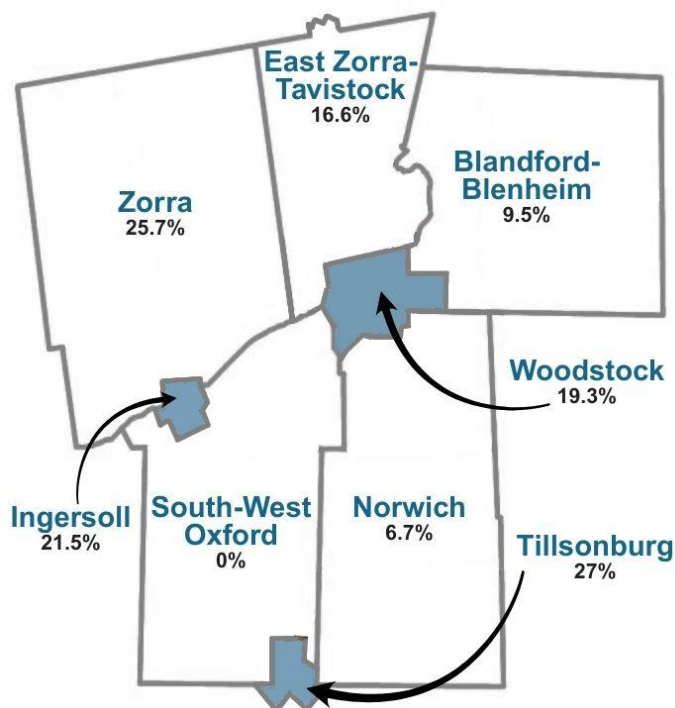 East Zorra-
Tavistock
16.6%
Blandford-
Blenheim
9.5%
Zorra
25.7%
Woodstock
19.3%
Ingersoll
21.5%
South-West
Oxford
0%
Norwich
6.7%
Tillsonburg
27%